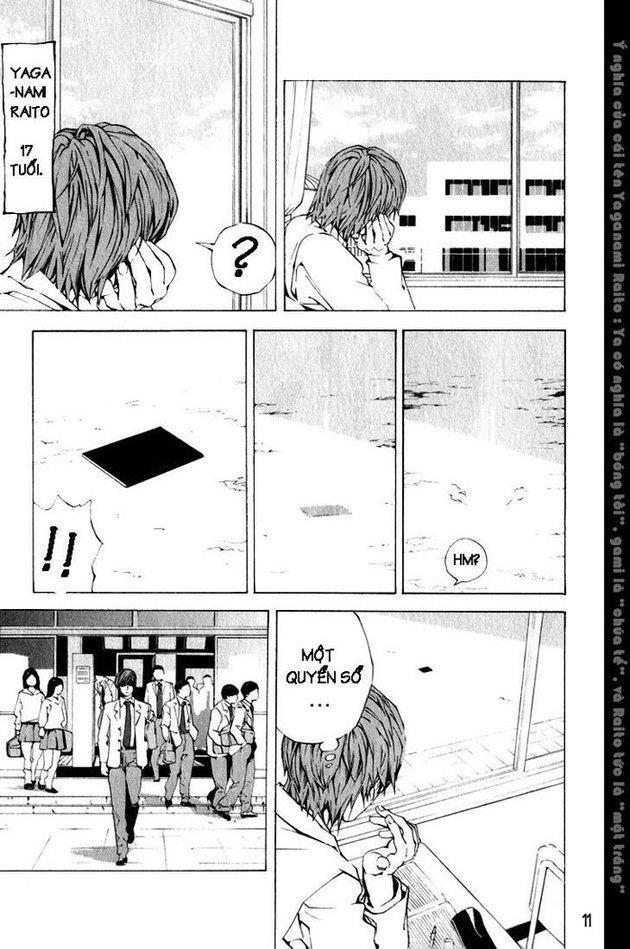 YAGA
-NAMI
RAITO
17
TUỔI.
?
HM?
!!
MỘT
QUYỂN SỔ
...
Ý nghĩa của cái tên Yaganami Raito : Ya có nghĩa là "bóng tối". gami là "chúa tể". và Raito tức là "mặt trăng"
11